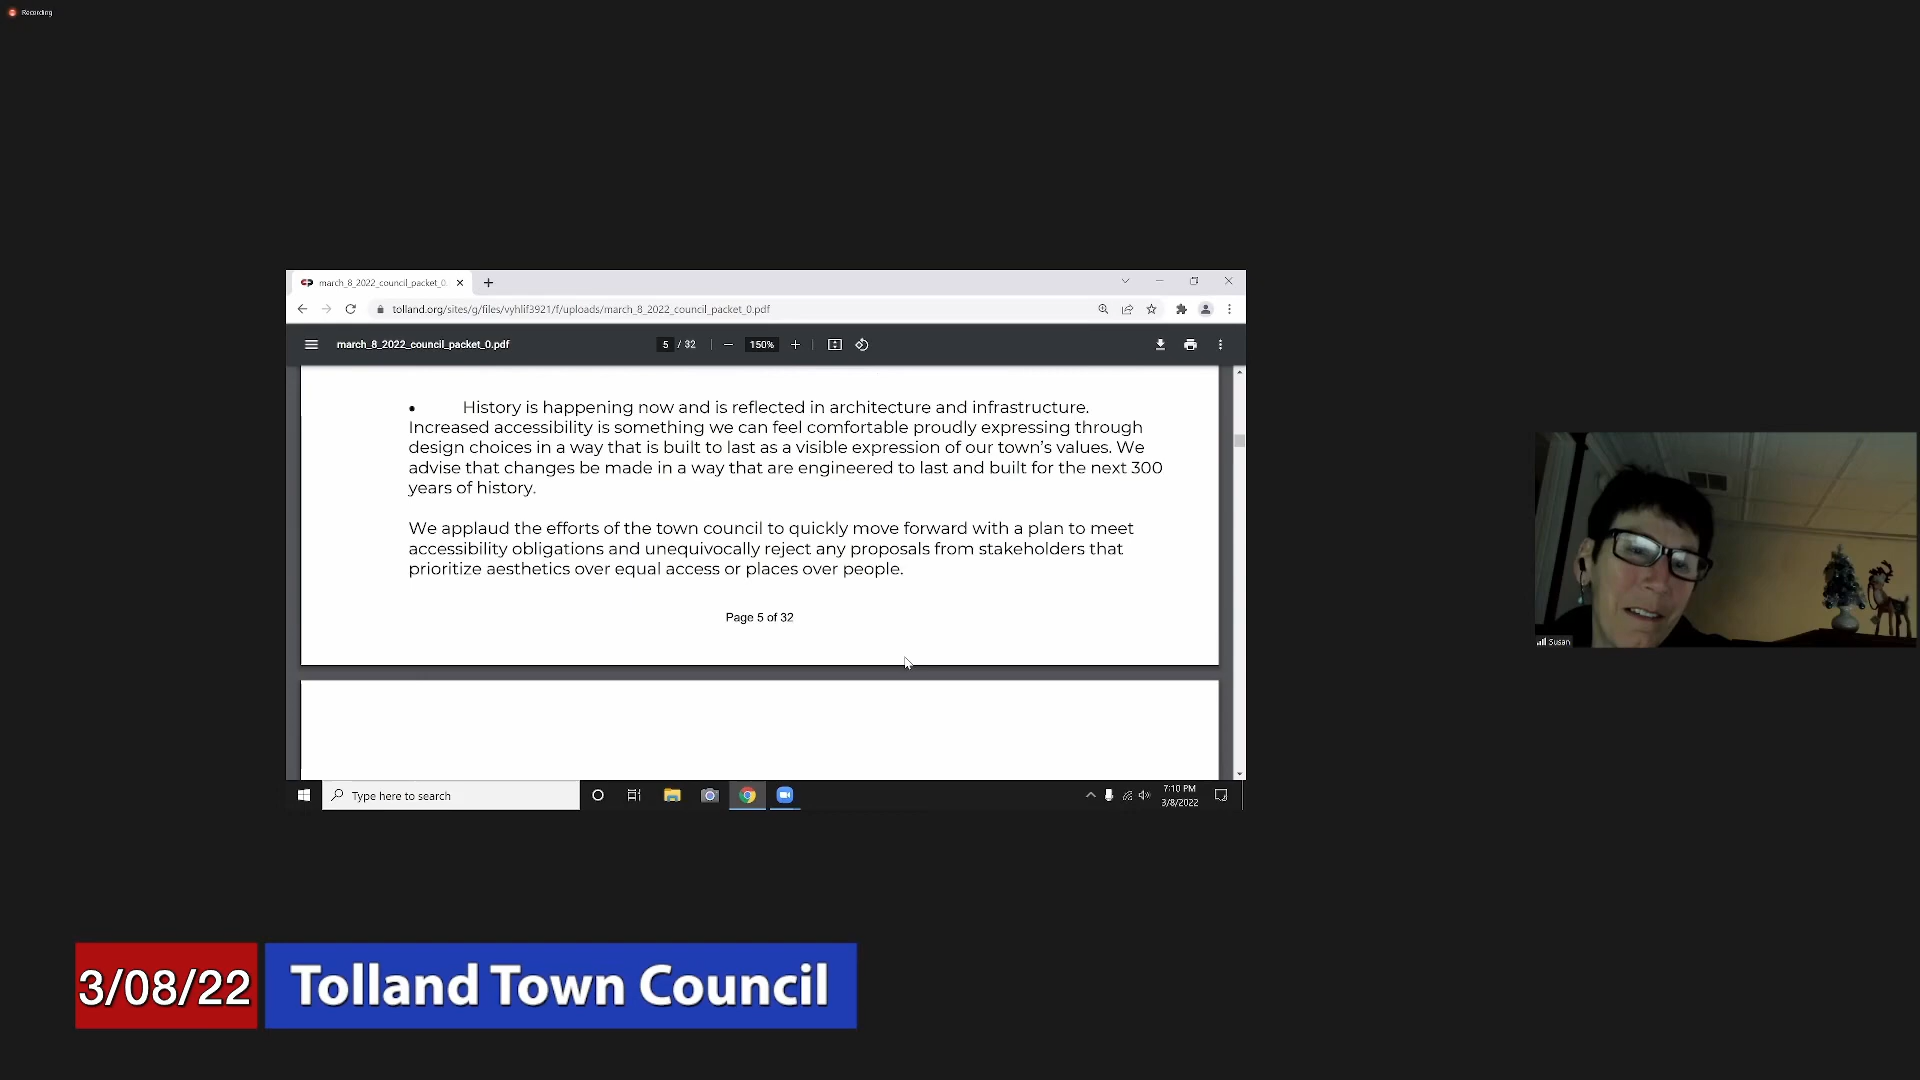 Recording
march_8_2022_council_packet_0.
tolland.org/sites/g/files/vyhlif3921/f/uploads/march_8_2022_council_packet_0.pdf
march_8_2022_council_packet_0.pdf 5 / 32 150%
• History is happening now and is reflected in architecture and infrastructure.
Increased accessibility is something we can feel comfortable proudly expressing through
design choices in a way that is built to last as a visible expression of our town's values. We
advise that changes be made in a way that are engineered to last and built for the next 300
years of history.
We applaud the efforts of the town council to quickly move forward with a plan to meet
accessibility obligations and unequivocally reject any proposals from stakeholders that
prioritize aesthetics over equal access or places over people.
Page 5 of 32
Susan
Type here to search
7:10 PM
3/8/2022
3/08/22 Tolland Town Council